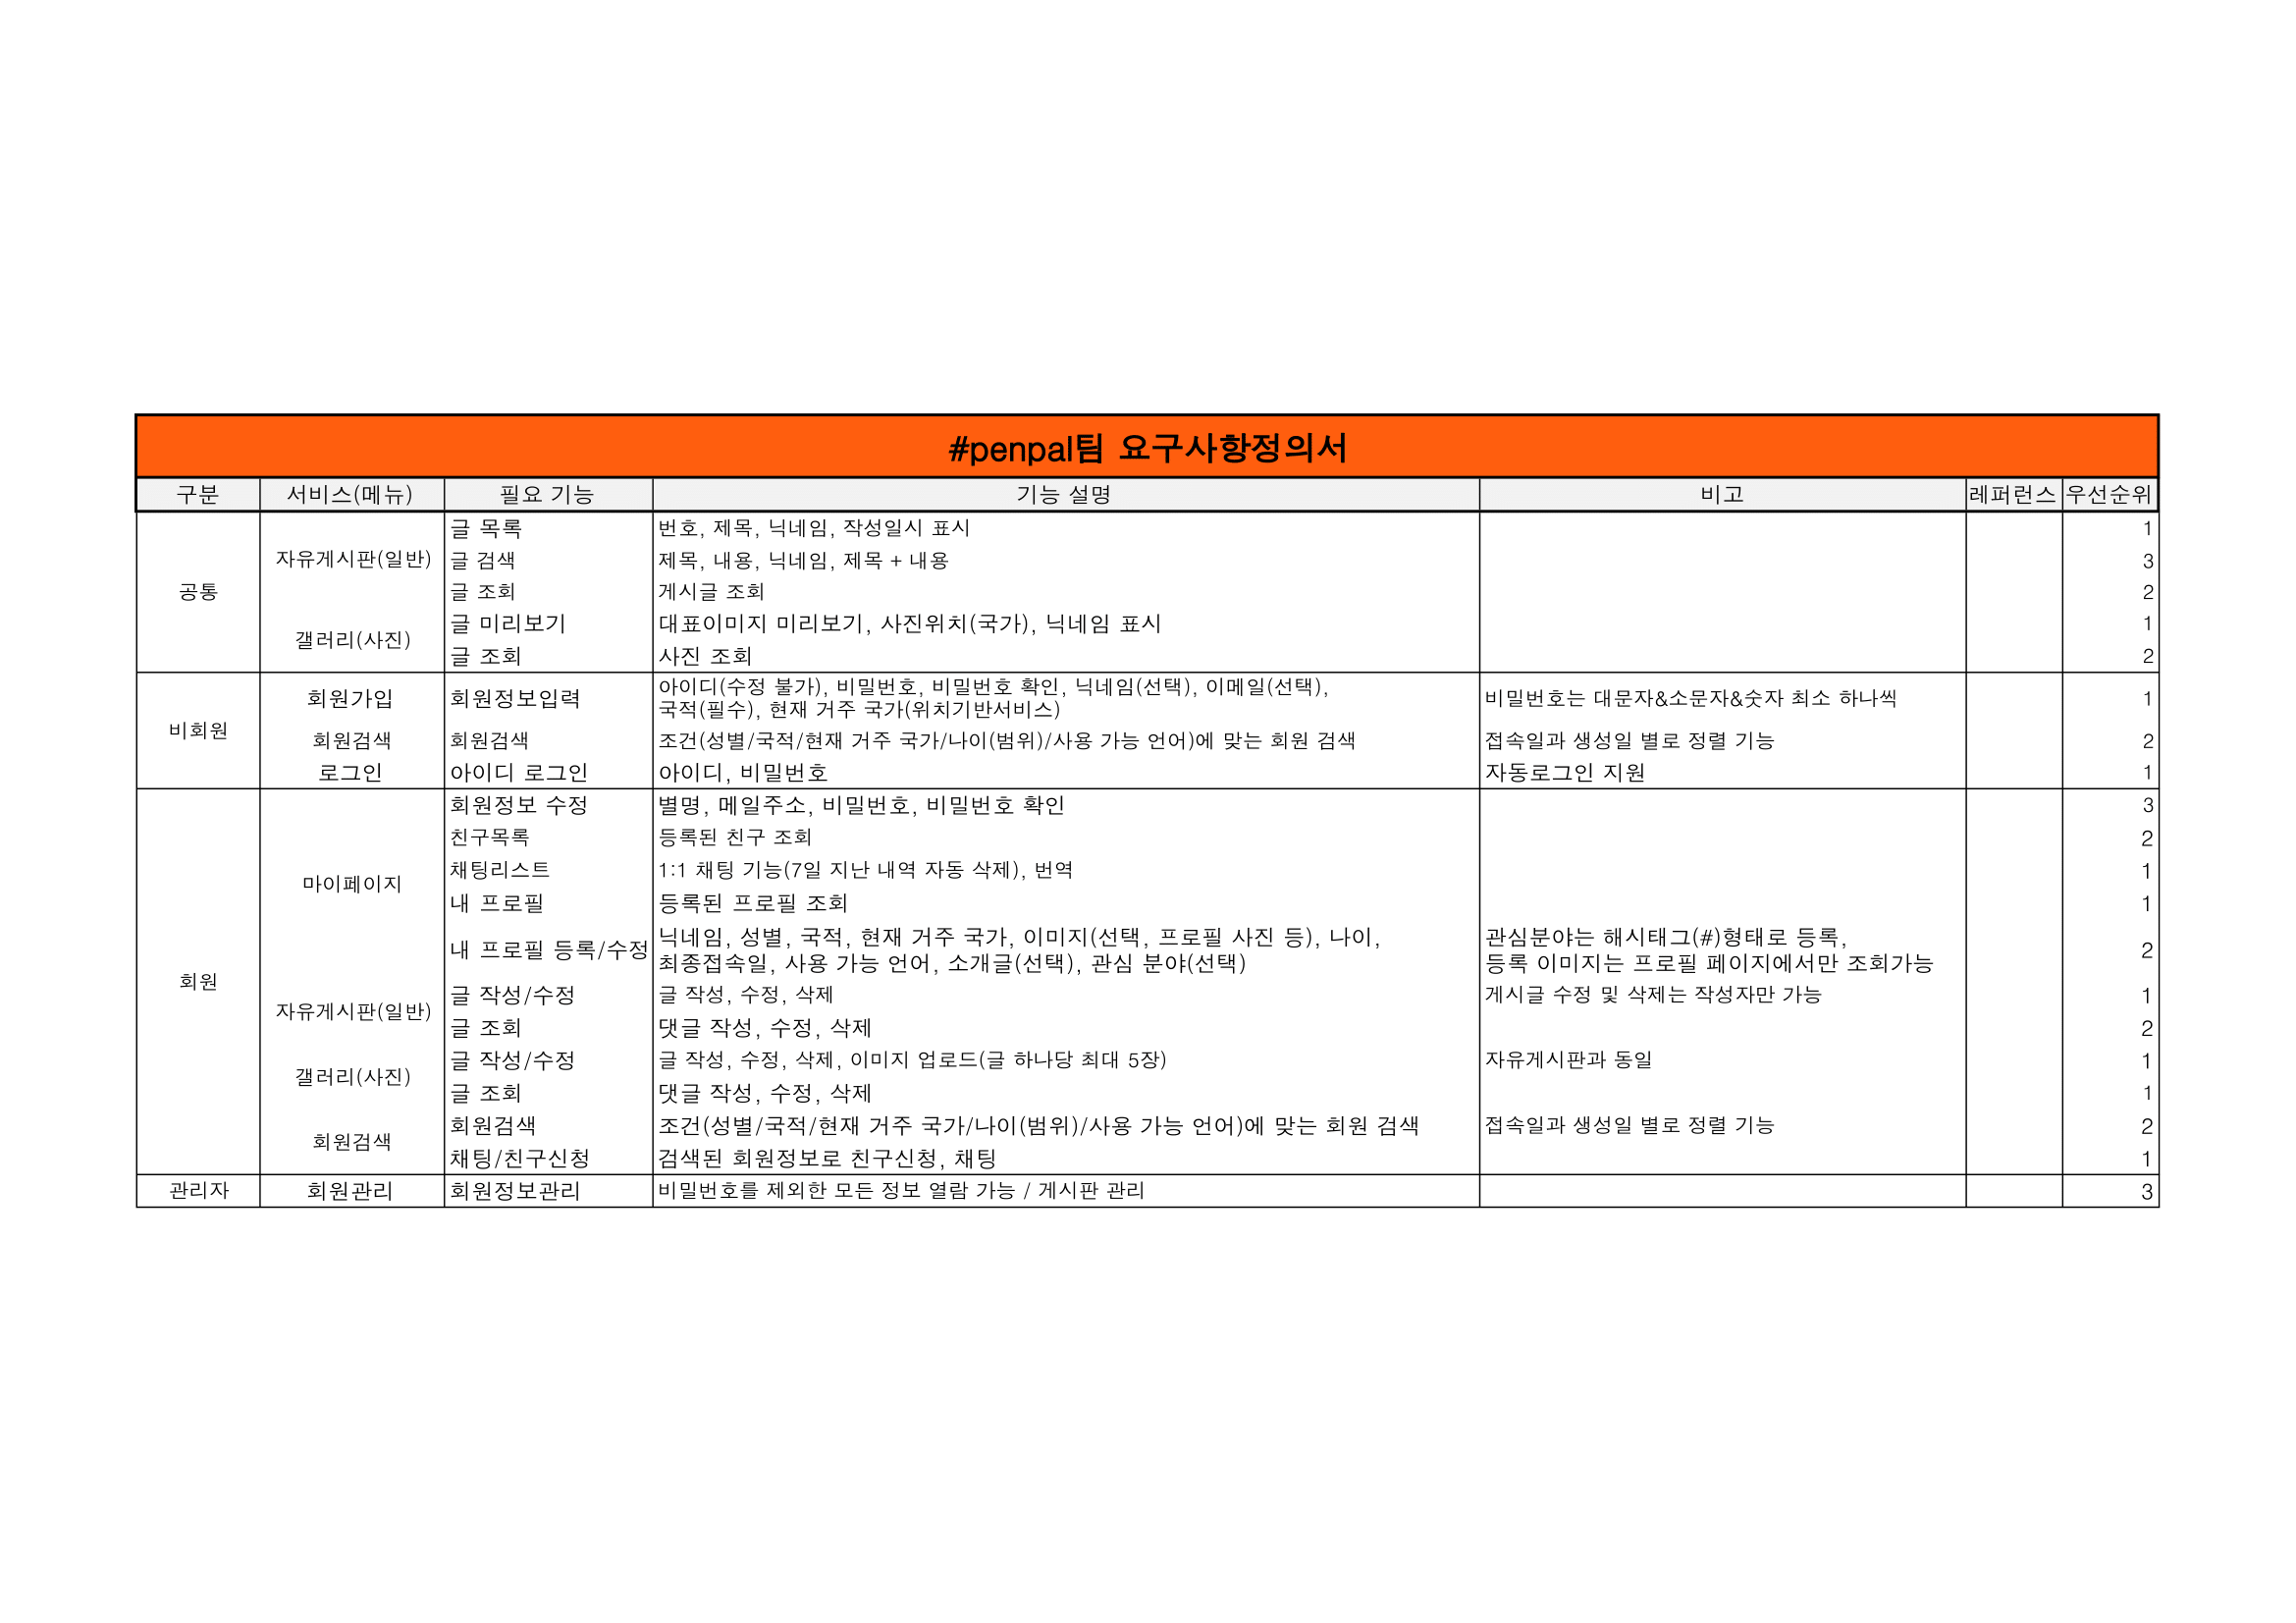 #penpal팀 요구사항정의서
구분 서비스(메뉴) 필요 기능 기능 설명 비고 레퍼런스 우선순위
공통
자유게시판(일반)
글 목록 번호, 제목, 닉네임, 작성일시 표시 1
글 검색 제목, 내용, 닉네임, 제목 + 내용 3
글 조회 게시글 조회 2
갤러리(사진)
글 미리보기 대표이미지 미리보기, 사진위치(국가), 닉네임 표시 1
글 조회 사진 조회 2
비회원
회원가입 회원정보입력 아이디(수정 불가), 비밀번호, 비밀번호 확인, 닉네임(선택), 이메일(선택),
국적(필수), 현재 거주 국가(위치기반서비스) 비밀번호는 대문자&소문자&숫자 최소 하나씩 1
회원검색 회원검색 조건(성별/국적/현재 거주 국가/나이(범위)/사용 가능 언어)에 맞는 회원 검색 접속일과 생성일 별로 정렬 기능 2
로그인 아이디 로그인 아이디, 비밀번호 자동로그인 지원 1
회원
마이페이지
회원정보 수정 별명, 메일주소, 비밀번호, 비밀번호 확인 3
친구목록 등록된 친구 조회 2
채팅리스트 1:1 채팅 기능(7일 지난 내역 자동 삭제), 번역 1
내 프로필 등록된 프로필 조회 1
내 프로필 등록/수정 닉네임, 성별, 국적, 현재 거주 국가, 이미지(선택, 프로필 사진 등), 나이,
최종접속일, 사용 가능 언어, 소개글(선택), 관심 분야(선택) 관심분야는 해시태그(#)형태로 등록,
등록 이미지는 프로필 페이지에서만 조회가능 2
자유게시판(일반)
글 작성/수정 글 작성, 수정, 삭제 게시글 수정 및 삭제는 작성자만 가능 1
글 조회 댓글 작성, 수정, 삭제 2
갤러리(사진)
글 작성/수정 글 작성, 수정, 삭제, 이미지 업로드(글 하나당 최대 5장) 자유게시판과 동일 1
글 조회 댓글 작성, 수정, 삭제 1
회원검색
회원검색 조건(성별/국적/현재 거주 국가/나이(범위)/사용 가능 언어)에 맞는 회원 검색 접속일과 생성일 별로 정렬 기능 2
채팅/친구신청 검색된 회원정보로 친구신청, 채팅 1
관리자 회원관리 회원정보관리 비밀번호를 제외한 모든 정보 열람 가능 / 게시판 관리 3